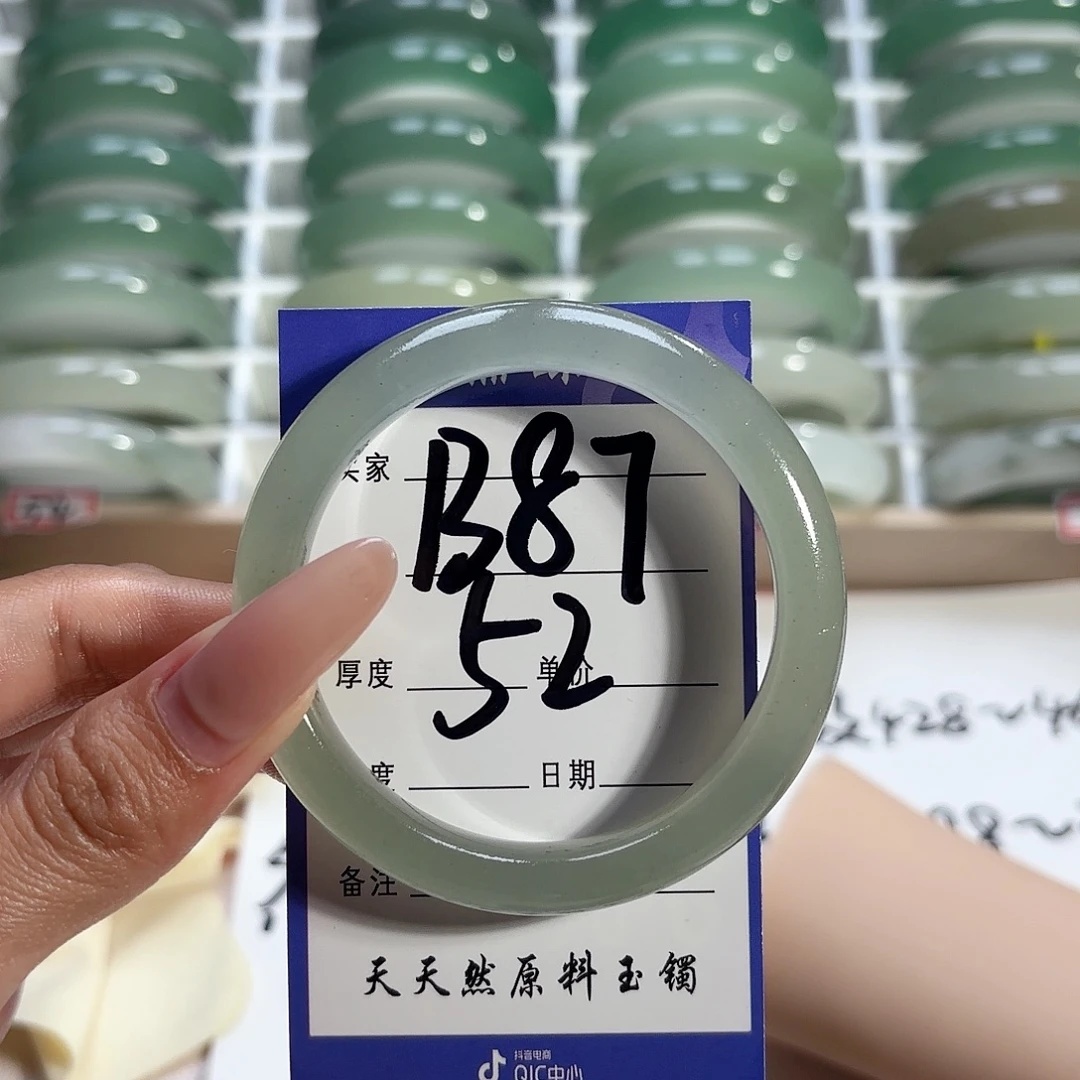 家
B87
52
厚度 单价
度 日期
备注
天天然原料玉镯
抖音电商
QIC中心